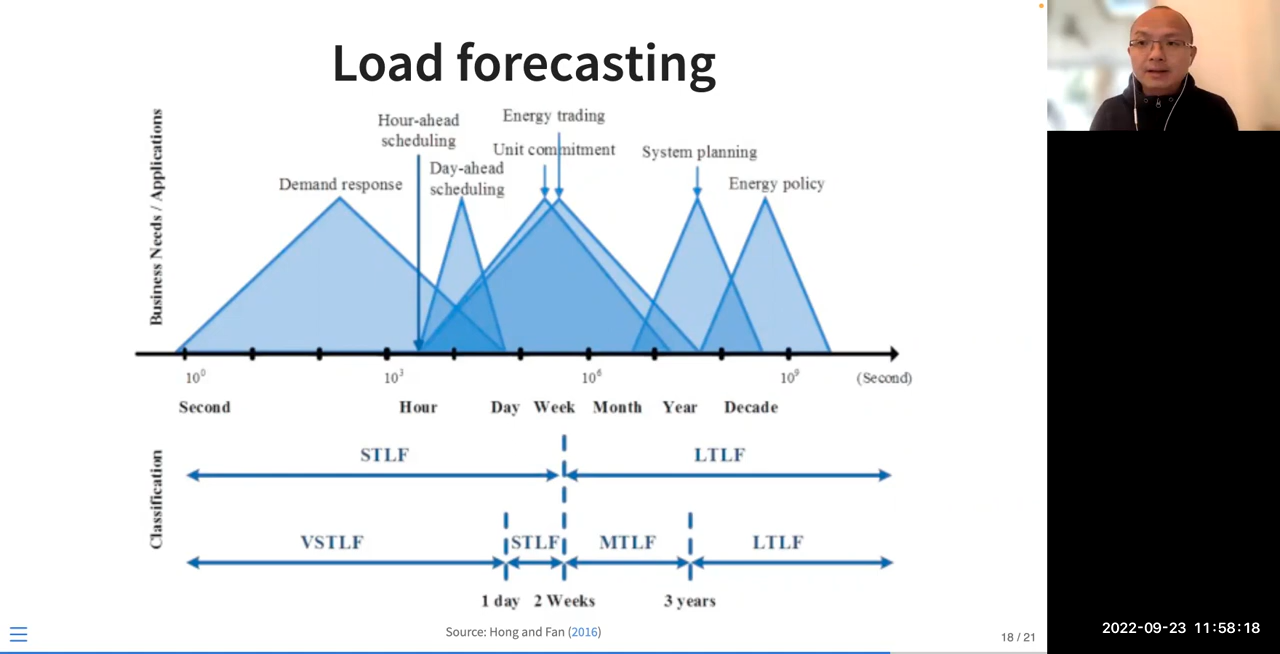 Load forecasting
Business Needs / Applications
Hour-ahead
scheduling
Energy trading
Unit commitment
System planning
Day-ahead
scheduling
Demand response
Energy policy
10⁰
10³
10⁶
10⁹
(Second)
Second
Hour
Day
Week
Month
Year
Decade
Classification
STLF
LTLF
VSTLF
STLF
MTLF
LTLF
1 day
2 Weeks
3 years
Source: Hong and Fan (2016)
18 / 21
2022-09-23 11:58:18